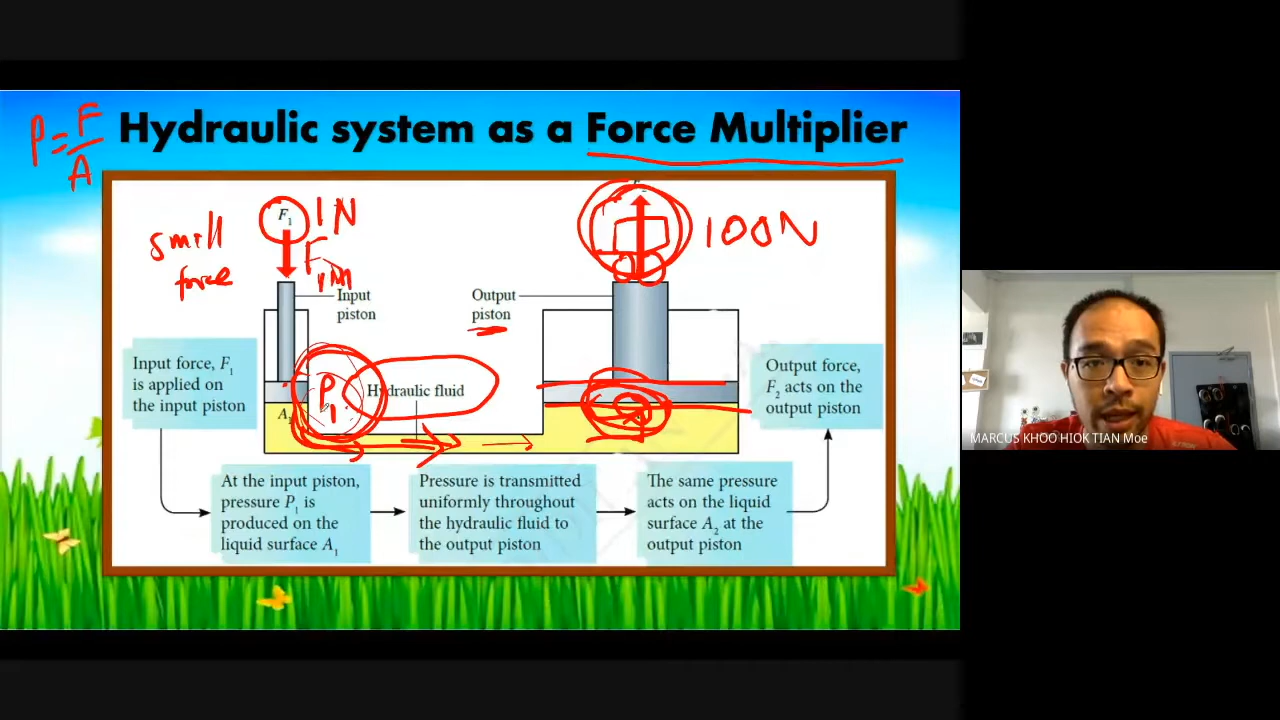 P = F
A
Hydraulic system as a Force Multiplier
small
force
F₁
1N
F
100N
Input
piston
Output
piston
Input force, F₁
is applied on
the input piston
P
1
Hydraulic fluid
A
Output force,
F₂ acts on the
output piston
At the input piston,
pressure P₁ is
produced on the
liquid surface A₁
Pressure is transmitted
uniformly throughout
the hydraulic fluid to
the output piston
The same pressure
acts on the liquid
surface A₂ at the
output piston
MARCUS KHOO HIOK TIAN Moe